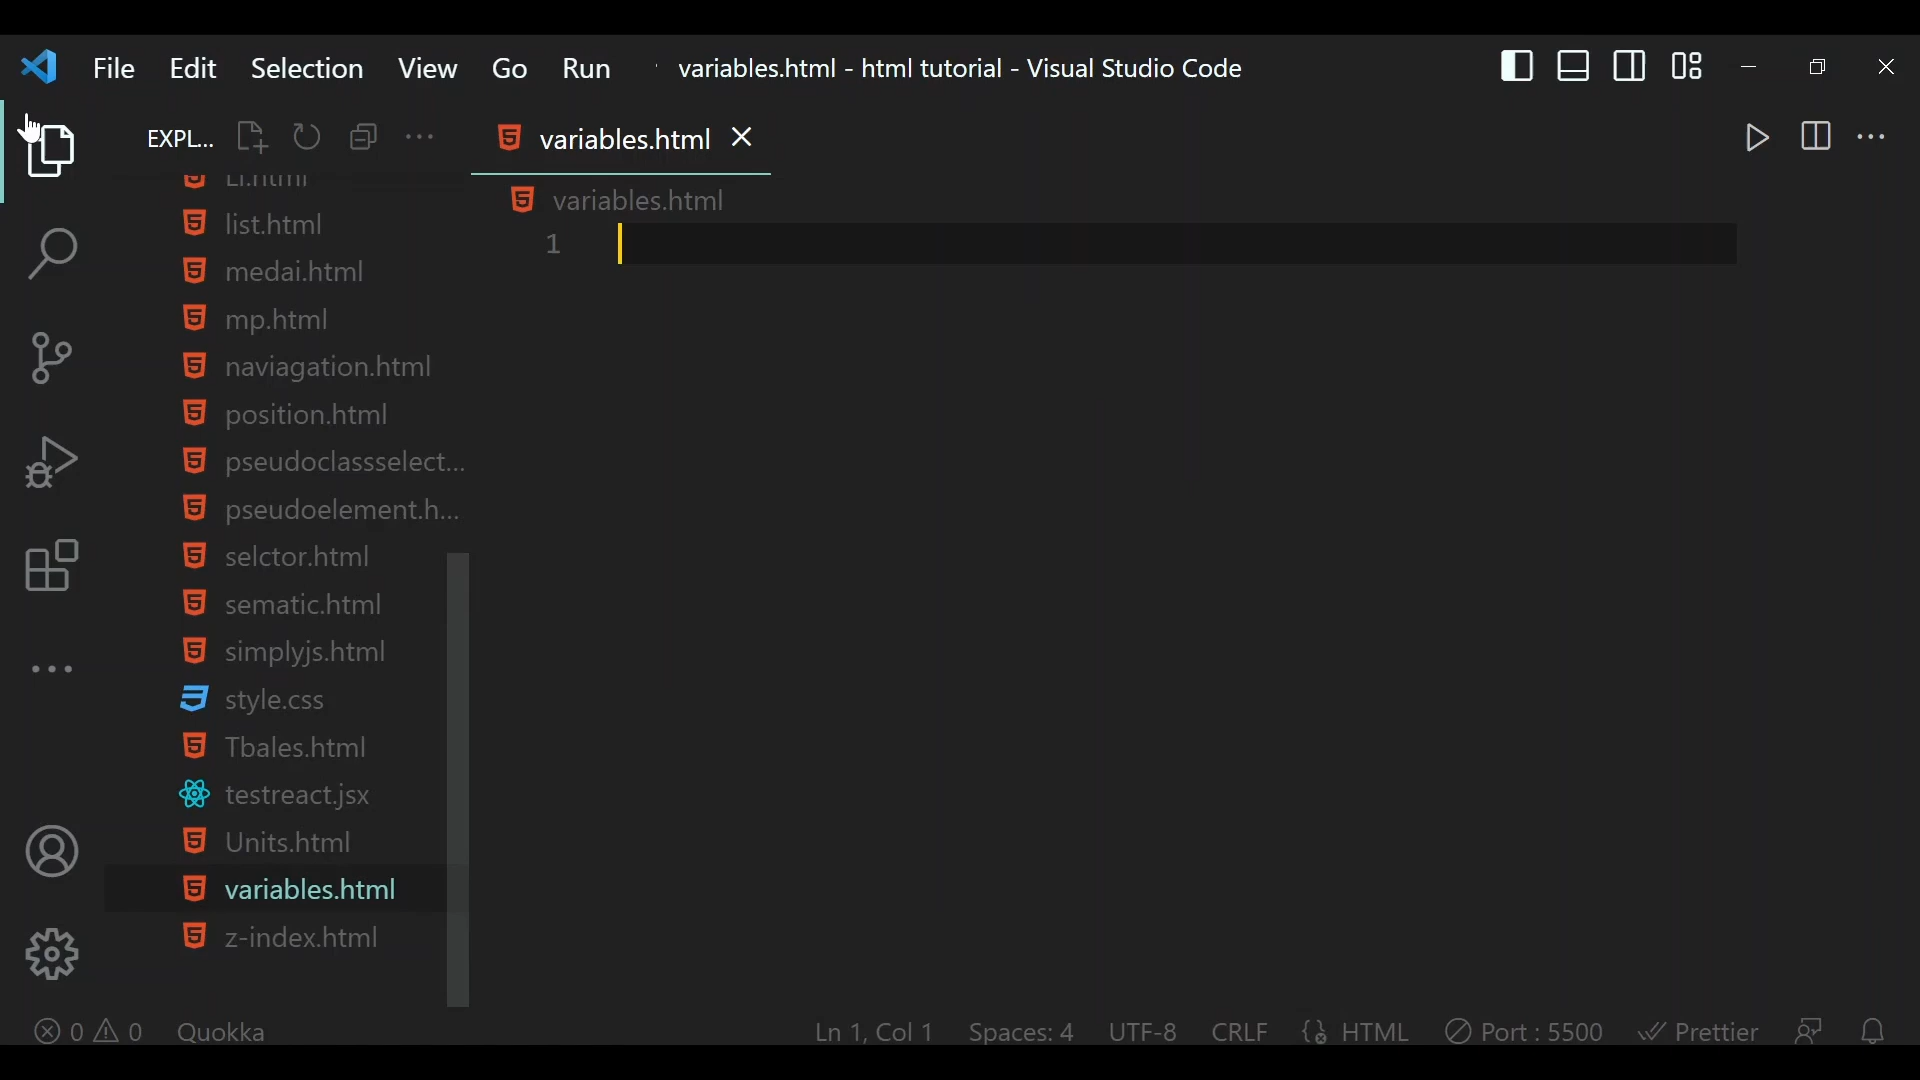 File Edit Selection View Go Run variables.html - html tutorial - Visual Studio Code
EXPL...
variables.html
variables.html
1
Li.html
list.html
medai.html
mp.html
naviagation.html
position.html
pseudoclassselect...
pseudoelement.h...
selctor.html
sematic.html
simplyjs.html
style.css
Tbales.html
testreact.jsx
Units.html
variables.html
z-index.html
0 0 Quokka Ln 1, Col 1 Spaces: 4 UTF-8 CRLF HTML Port : 5500 Prettier